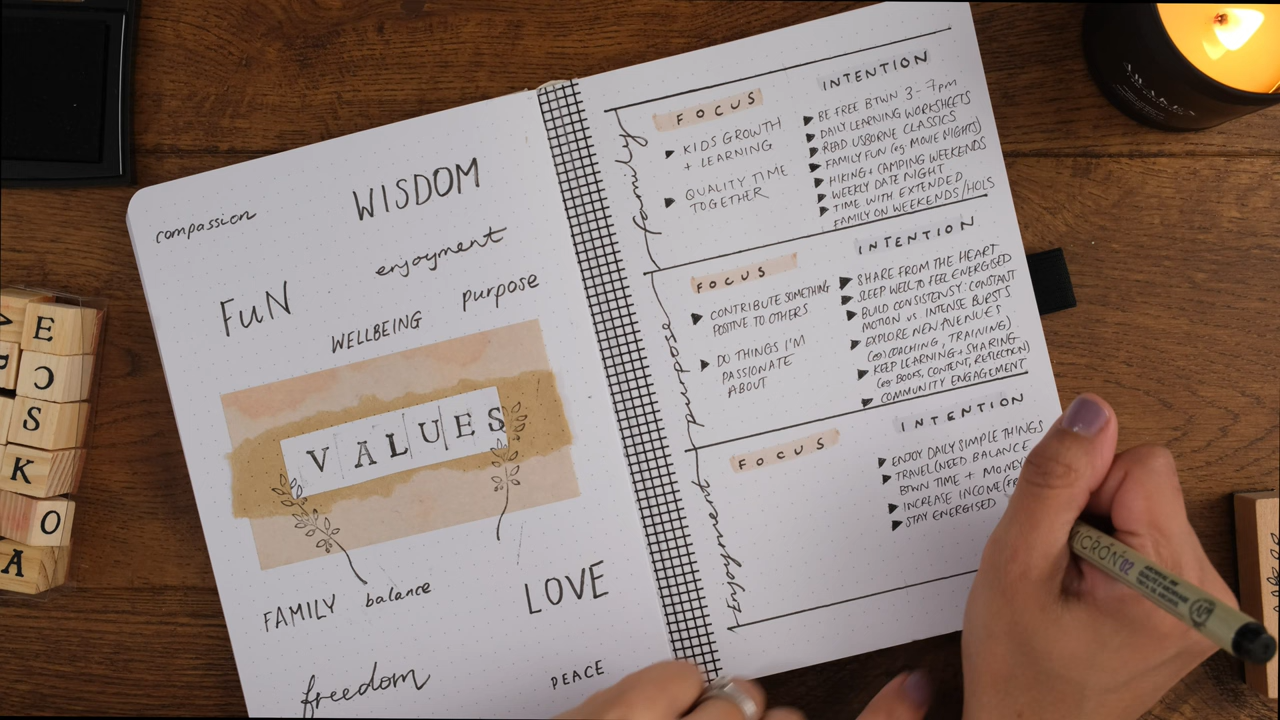 compassion
WISDOM
enjoyment
FUN
purpose
WELLBEING
VALUES
FAMILY
balance
LOVE
freedom
PEACE
family
FOCUS
KIDS GROWTH
+ LEARNING
QUALITY TIME
TOGETHER
INTENTION
BE FREE BTWN 3-7pm
DAILY LEARNING WORKSHEETS
READ USBORNE CLASSICS
FAMILY FUN (eg: MOVIE NIGHTS)
HIKING + CAMPING WEEKENDS
WEEKLY DATE NIGHT
TIME WITH EXTENDED
FAMILY ON WEEKENDS/HOLS
purpose
FOCUS
CONTRIBUTE SOMETHING
POSITIVE TO OTHERS
DO THINGS I'M
PASSIONATE
ABOUT
INTENTION
SHARE FROM THE HEART
SLEEP WELL TO FEEL ENERGISED
BUILD CONSISTENCY: CONSTANT
MOTION vs. INTENSE BURSTS
EXPLORE NEW AVENUES
(eg) COACHING, TRAINING)
KEEP LEARNING + SHARING
(eg: BOOKS, CONTENT, REFLECTION)
COMMUNITY ENGAGEMENT
Enjoyment
FOCUS
INTENTION
ENJOY DAILY SIMPLE THINGS
TRAVEL (NEED BALANCE
BTWN TIME + MONEY
INCREASE INCOME
STAY ENERGISED
E
C
S
K
O
A
MICRON 02